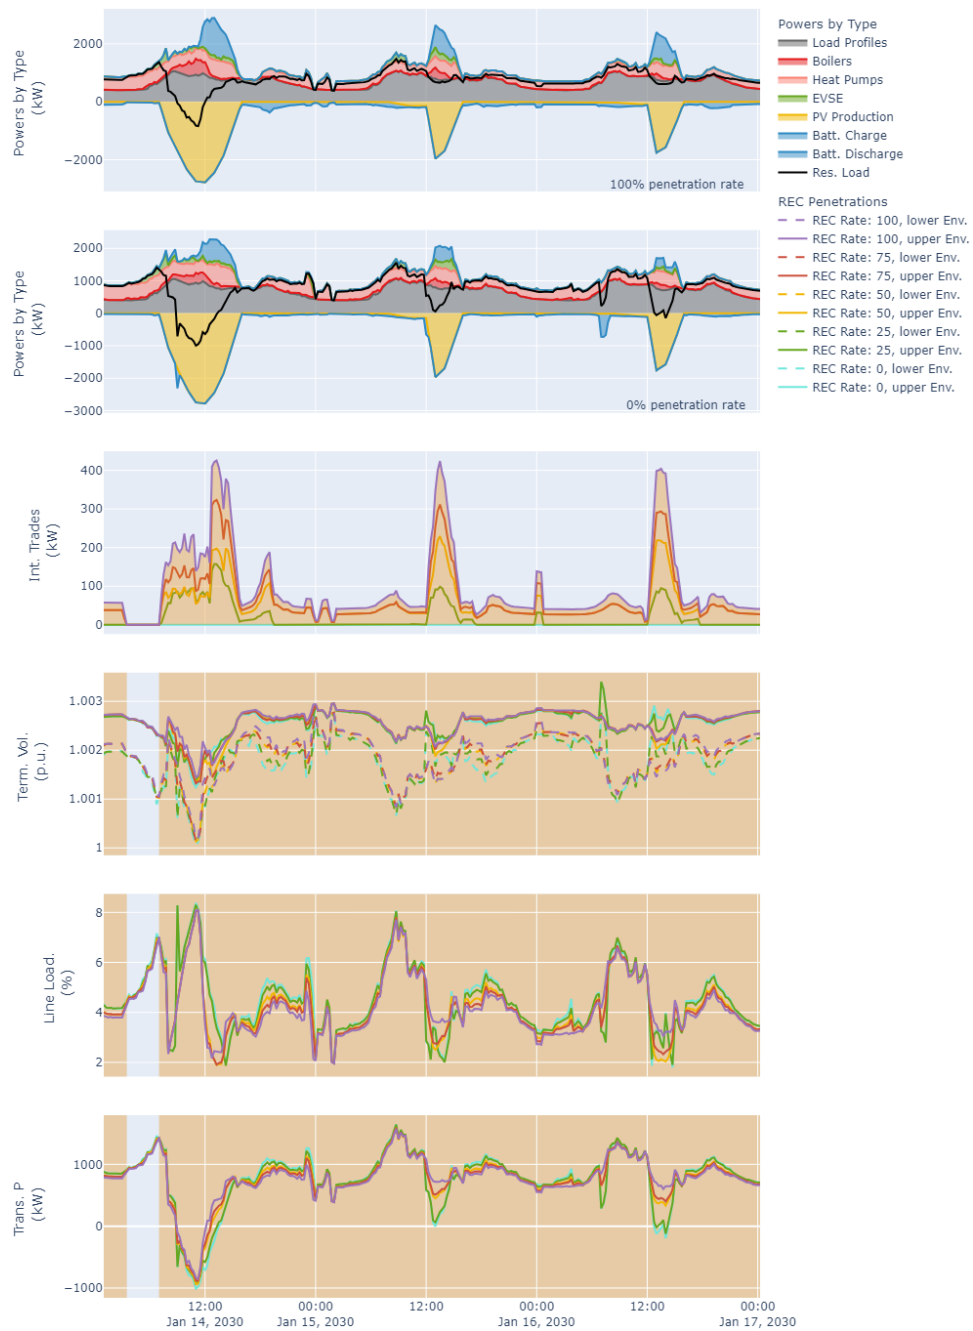 Powers by Type
(kW)
2000
0
−2000
100% penetration rate
Powers by Type
Load Profiles
Boilers
Heat Pumps
EVSE
PV Production
Batt. Charge
Batt. Discharge
Res. Load
REC Penetrations
REC Rate: 100, lower Env.
REC Rate: 100, upper Env.
REC Rate: 75, lower Env.
REC Rate: 75, upper Env.
REC Rate: 50, lower Env.
REC Rate: 50, upper Env.
REC Rate: 25, lower Env.
REC Rate: 25, upper Env.
REC Rate: 0, lower Env.
REC Rate: 0, upper Env.
Powers by Type
(kW)
2000
1000
0
−1000
−2000
−3000
0% penetration rate
Int. Trades
(kW)
400
300
200
100
0
Term. Vol.
(p.u.)
1.003
1.002
1.001
1
Line Load.
(%)
8
6
4
2
Trans. P
(kW)
1000
0
−1000
12:00 00:00 12:00 00:00 12:00 00:00
Jan 14, 2030 Jan 15, 2030 Jan 16, 2030 Jan 17, 2030